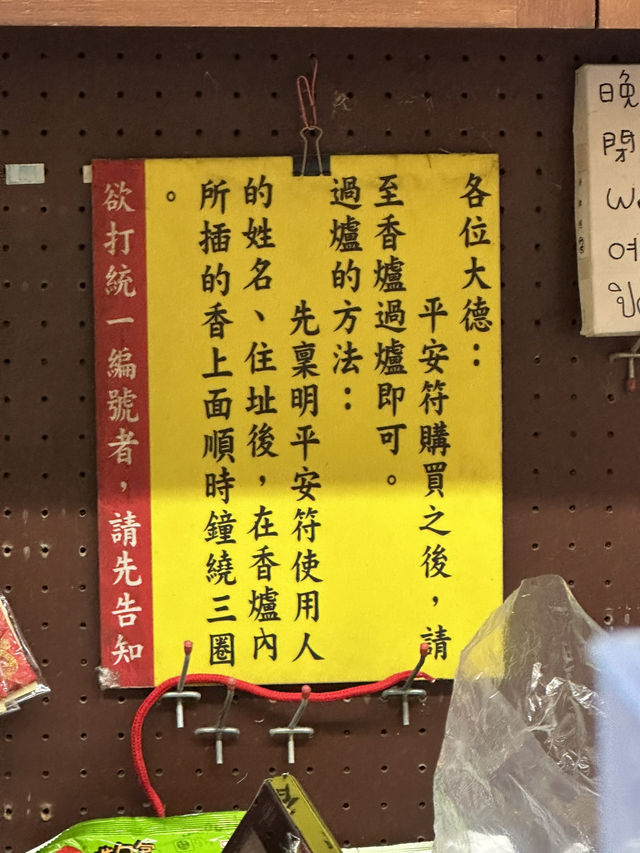 各位大德：
平安符購買之後，請
至香爐過爐即可。
過爐的方法：
先稟明平安符使用人
的姓名、住址後，在香爐內
所插的香上面順時鐘繞三圈
。
欲打統一編號者，請先告知
晚
閉